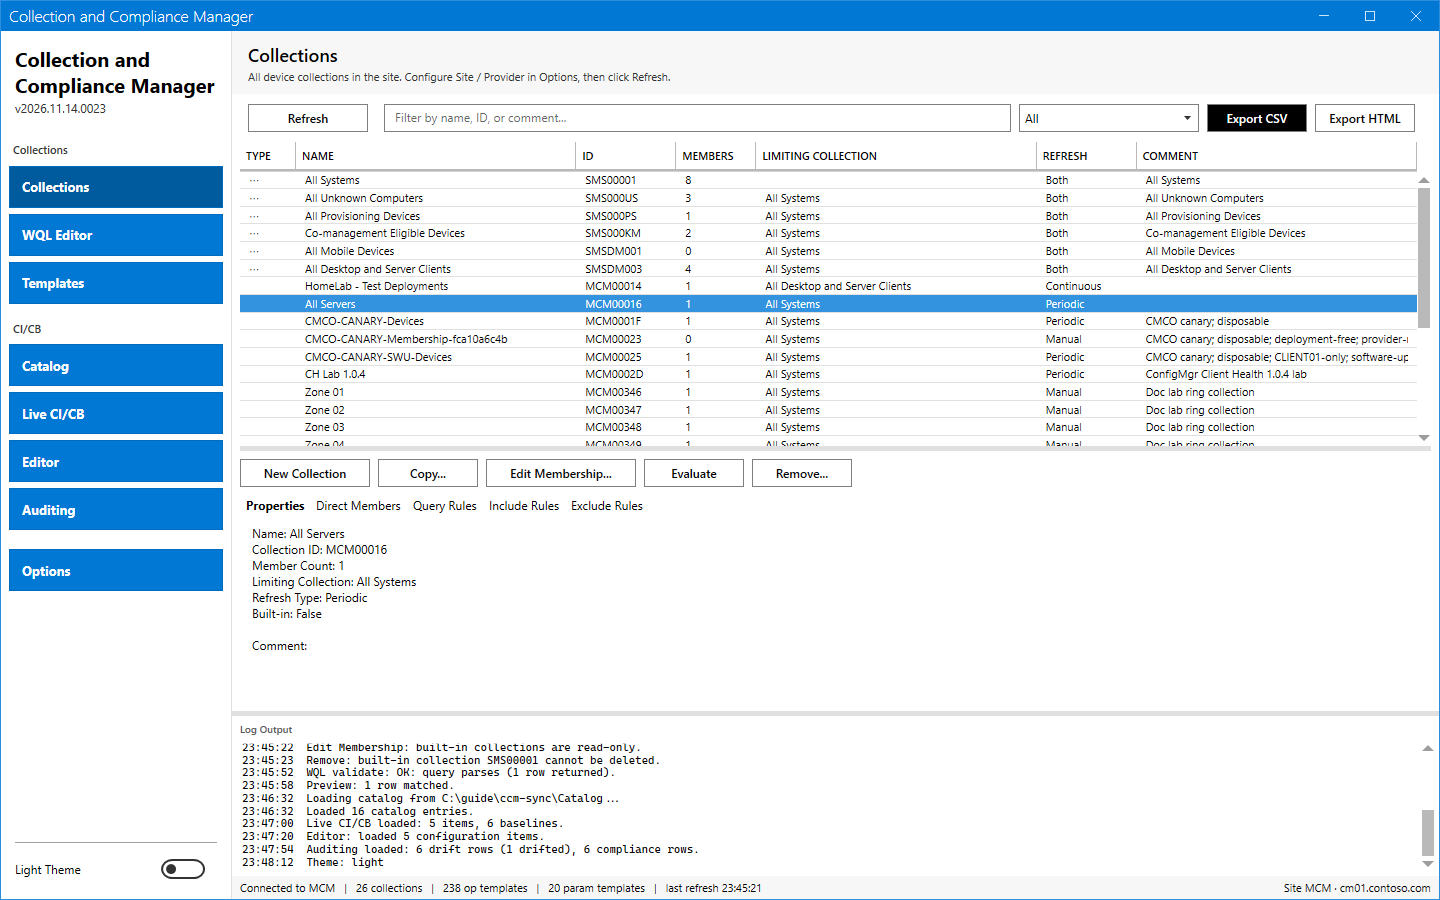 Collection and Compliance Manager
Collection and
Compliance Manager
v2026.11.14.0023
Collections
Collections
WQL Editor
Templates
CI/CB
Catalog
Live CI/CB
Editor
Auditing
Options
Light Theme
Collections
All device collections in the site. Configure Site / Provider in Options, then click Refresh.
Refresh Filter by name, ID, or comment... All Export CSV Export HTML
TYPE NAME ID MEMBERS LIMITING COLLECTION REFRESH COMMENT
... All Systems SMS00001 8 Both All Systems
... All Unknown Computers SMS000US 3 All Systems Both All Unknown Computers
... All Provisioning Devices SMS000PS 1 All Systems Both All Provisioning Devices
... Co-management Eligible Devices SMS000KM 2 All Systems Both Co-management Eligible Devices
... All Mobile Devices SMSDM001 0 All Systems Both All Mobile Devices
... All Desktop and Server Clients SMSDM003 4 All Systems Both All Desktop and Server Clients
HomeLab - Test Deployments MCM00014 1 All Desktop and Server Clients Continuous
All Servers MCM00016 1 All Systems Periodic
CMCO-CANARY-Devices MCM0001F 1 All Systems Periodic CMCO canary; disposable
CMCO-CANARY-Membership-fca10a6c4b MCM00023 0 All Systems Manual CMCO canary; disposable; deployment-free; provider-
CMCO-CANARY-SWU-Devices MCM00025 1 All Systems Periodic CMCO canary; disposable; CLIENT01-only; software-up
CH Lab 1.0.4 MCM0002D 1 All Systems Periodic ConfigMgr Client Health 1.0.4 lab
Zone 01 MCM00346 1 All Systems Manual Doc lab ring collection
Zone 02 MCM00347 1 All Systems Manual Doc lab ring collection
Zone 03 MCM00348 1 All Systems Manual Doc lab ring collection
Zone 04 MCM00349 1 All Systems Manual Doc lab ring collection
New Collection Copy... Edit Membership... Evaluate Remove...
Properties Direct Members Query Rules Include Rules Exclude Rules
Name: All Servers
Collection ID: MCM00016
Member Count: 1
Limiting Collection: All Systems
Refresh Type: Periodic
Built-in: False
Comment:
Log Output
23:45:22 Edit Membership: built-in collections are read-only.
23:45:23 Remove: built-in collection SMS00001 cannot be deleted.
23:45:52 WQL validate: OK: query parses (1 row returned).
23:45:58 Preview: 1 row matched.
23:46:32 Loading catalog from C:\guide\ccm-sync\Catalog...
23:46:32 Loaded 16 catalog entries.
23:47:00 Live CI/CB loaded: 5 items, 6 baselines.
23:47:20 Editor: loaded 5 configuration items.
23:47:54 Auditing loaded: 6 drift rows (1 drifted), 6 compliance rows.
23:48:12 Theme: light
Connected to MCM | 26 collections | 238 op templates | 20 param templates | last refresh 23:45:21 Site MCM · cm01.contoso.com